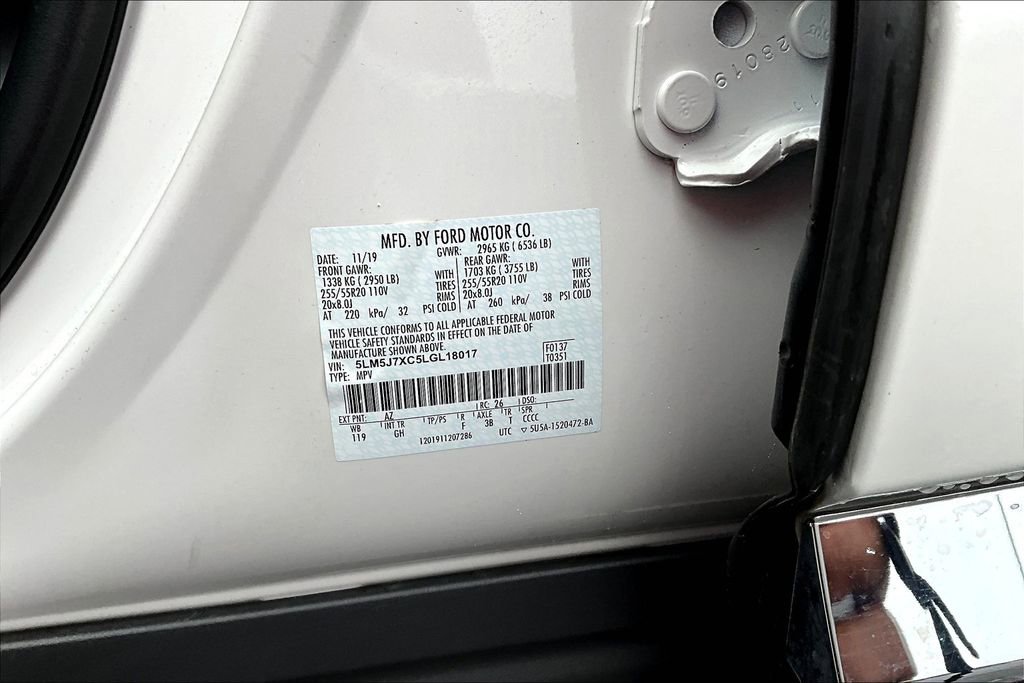 28019
11
MFD. BY FORD MOTOR CO.
DATE: 11/19 GVWR: 2965 KG ( 6536 LB)
FRONT GAWR: REAR GAWR:
1338 KG ( 2950 LB) WITH 1703 KG ( 3755 LB) WITH
255/55R20 110V TIRES 255/55R20 110V TIRES
20x8.0J RIMS 20x8.0J RIMS
AT 220 kPa/ 32 PSI COLD AT 260 kPa/ 38 PSI COLD
THIS VEHICLE CONFORMS TO ALL APPLICABLE FEDERAL MOTOR
VEHICLE SAFETY STANDARDS IN EFFECT ON THE DATE OF
MANUFACTURE SHOWN ABOVE.
VIN: 5LM5J7XC5LGL18017 F0137
TYPE: MPV T0351
EXT PNT: AZ RC: 26 DSO:
WB INT TR TP/PS R AXLE TR SPR
119 GH F 3B T CCCC
1201911207286 UTC ▽ 5U5A-1520472-BA